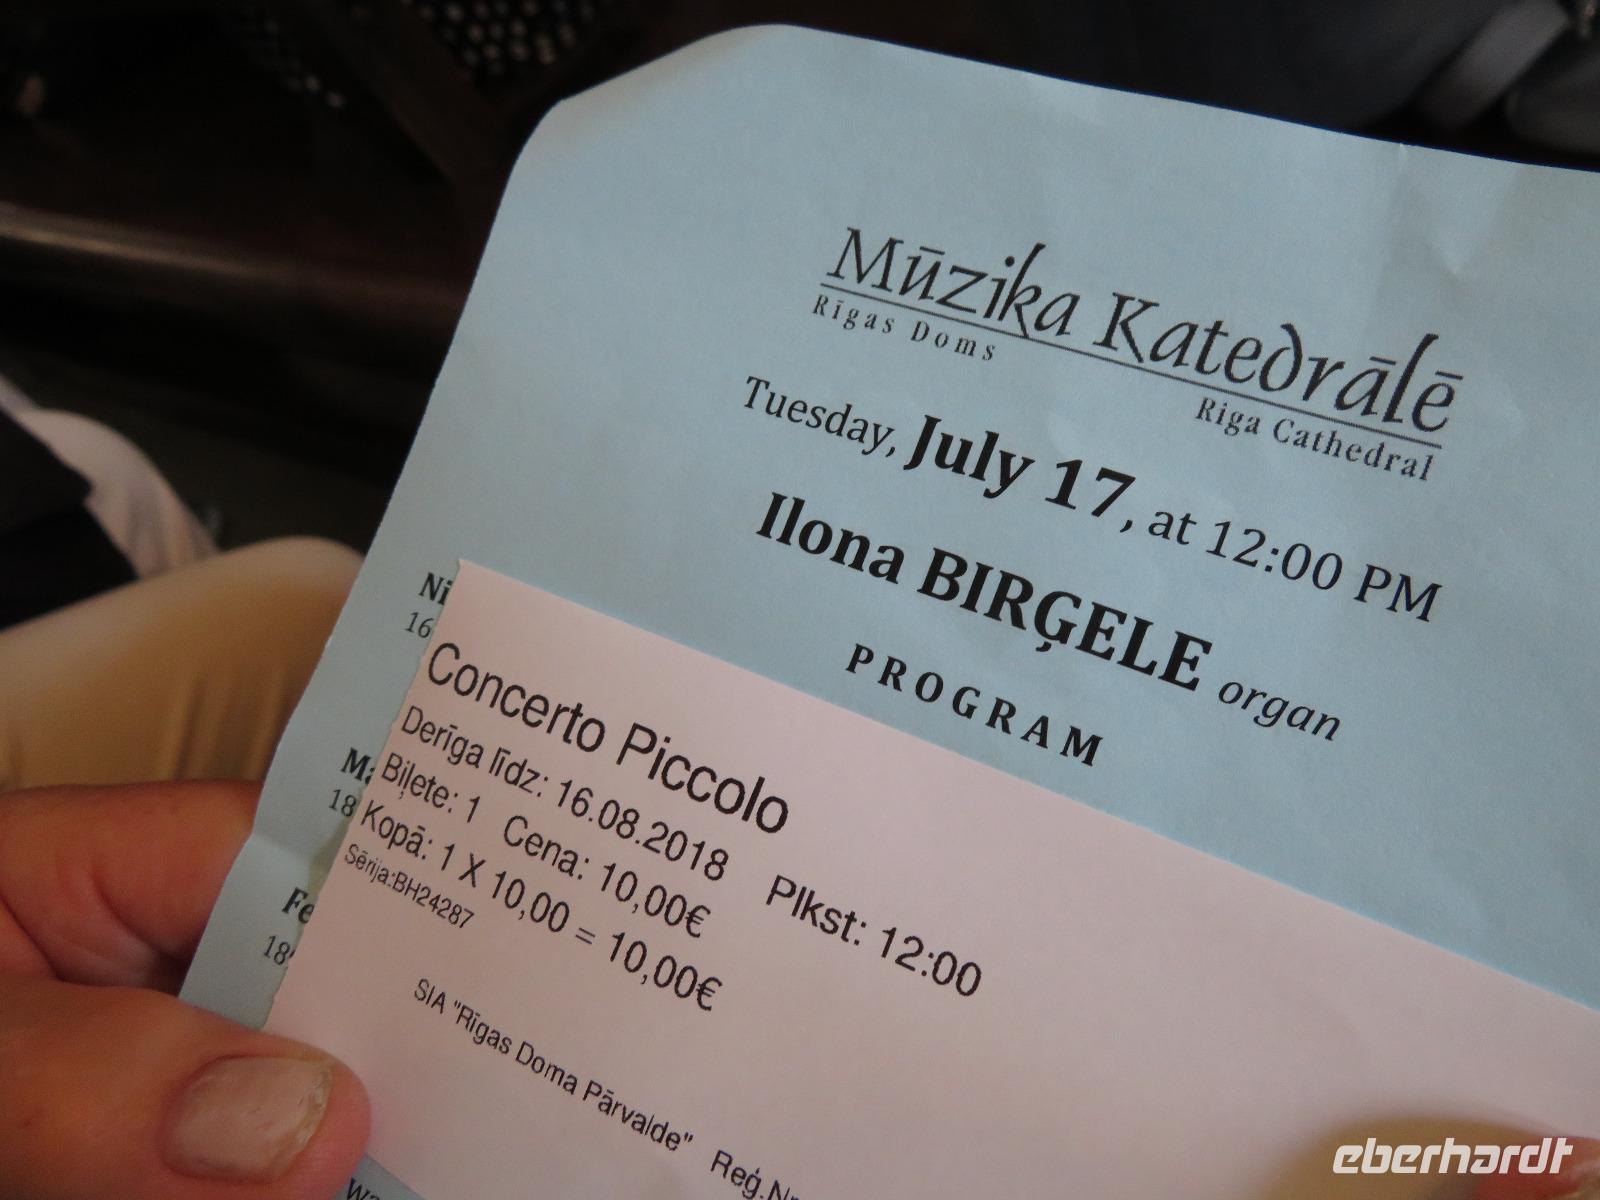 Mūzika Katedrālē
Rīgas Doms
Riga Cathedral
Tuesday, July 17, at 12:00 PM
Ilona BIRĢELE organ
PROGRAM
Concerto Piccolo
Derīga līdz: 16.08.2018 Plkst: 12:00
Biļete: 1 Cena: 10,00€
Kopā: 1 X 10,00 = 10,00€
Sērija:BH24287
SIA "Rīgas Doma Pārvalde" Reģ.Nr
eberhardt